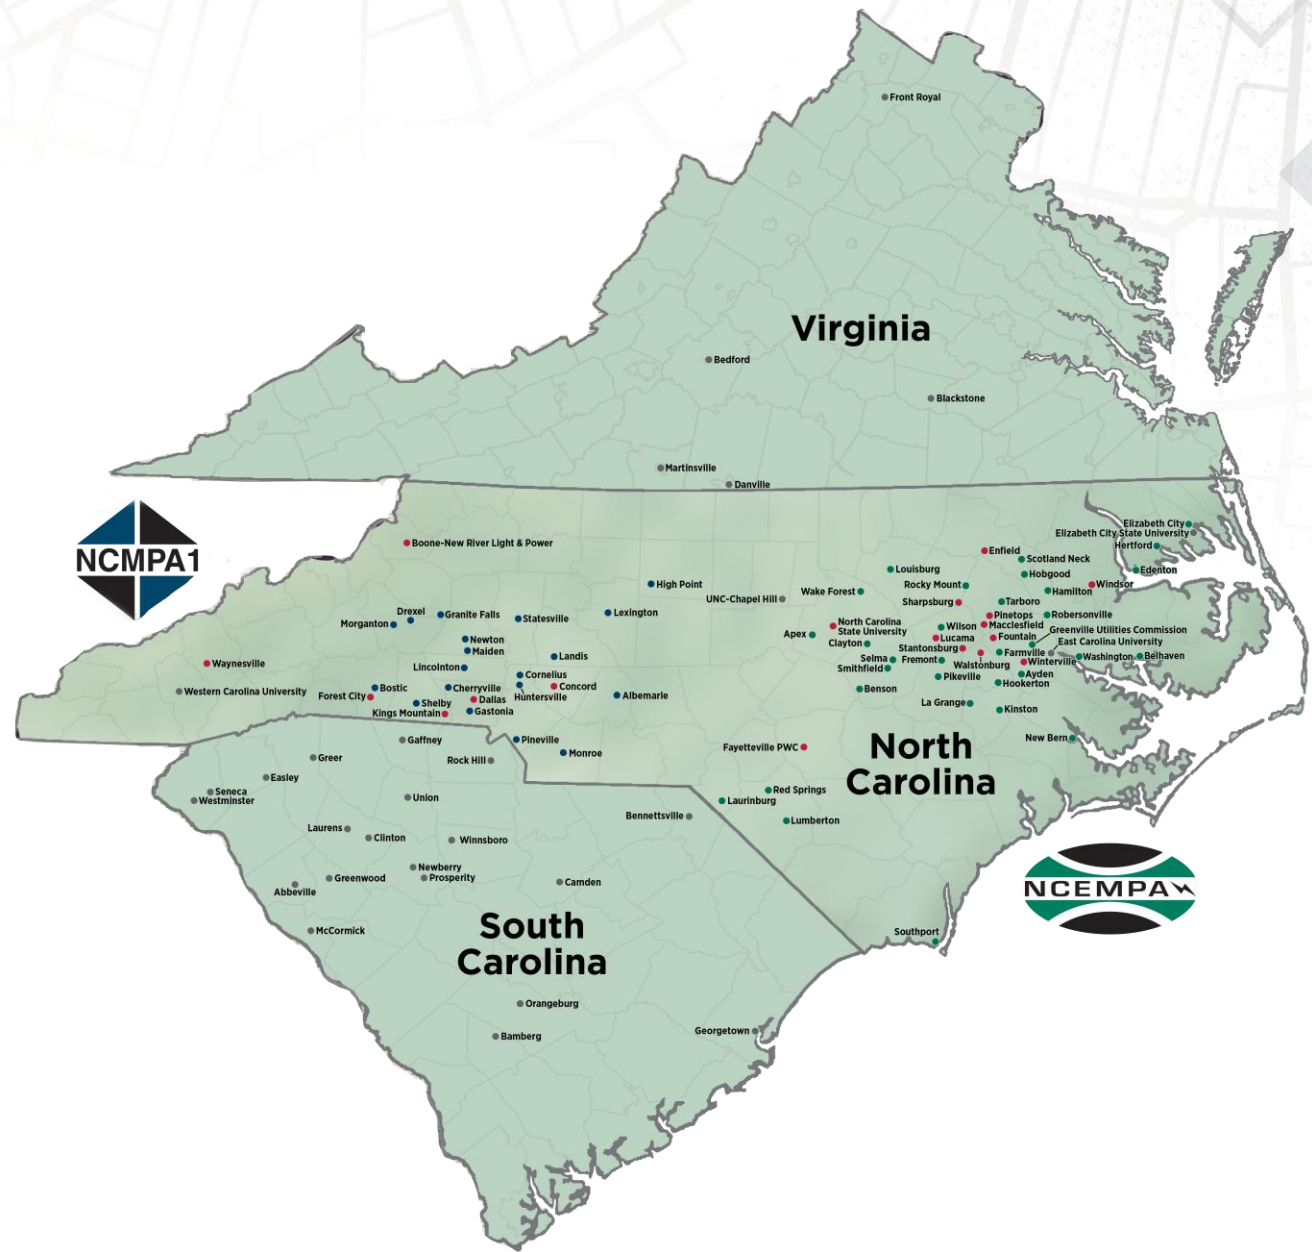 Front Royal
Virginia
Bedford
Blackstone
Martinsville
Danville
NCMPA1
Boone-New River Light & Power
Elizabeth City
Elizabeth City State University
Hertford
Enfield
Scotland Neck
Louisburg
Hobgood
Edenton
High Point
Rocky Mount
Windsor
Wake Forest
Hamilton
UNC-Chapel Hill
Sharpsburg
Tarboro
Drexel
Granite Falls
Lexington
Pinetops
Robersonville
Morganton
Statesville
North Carolina
State University
Wilson
Macclesfield
Greenville Utilities Commission
Apex
Lucama
Fountain
East Carolina University
Newton
Clayton
Stantonsburg
Maiden
Landis
Selma
Fremont
Farmville
Washington
Belhaven
Waynesville
Lincolnton
Smithfield
Walstonburg
Winterville
Cornelius
Pikeville
Ayden
Hookerton
Western Carolina University
Bostic
Cherryville
Concord
Benson
Forest City
Huntersville
Albemarle
Shelby
Dallas
La Grange
Kinston
Kings Mountain
Gastonia
Gaffney
Pineville
New Bern
Fayetteville PWC
North
Carolina
Greer
Rock Hill
Monroe
Easley
Seneca
Westminster
Union
Red Springs
Laurinburg
Bennettsville
Lumberton
Laurens
Clinton
Winnsboro
Newberry
Prosperity
Greenwood
Abbeville
Camden
NCEMPA
McCormick
South
Carolina
Southport
Orangeburg
Georgetown
Bamberg